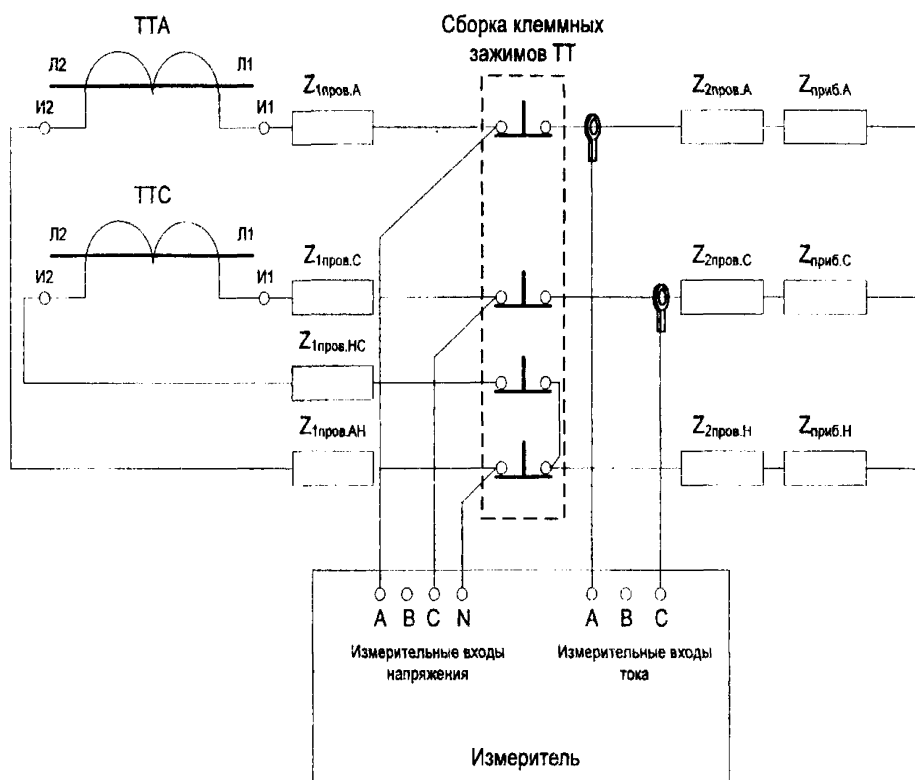 ТТА
Сборка клеммных
зажимов ТТ
Л2
Л1
Z1пров.А
Z2пров.А
Zприб.А
И2
И1
ТТС
Л2
Л1
Z1пров.С
Z2пров.С
Zприб.С
И2
И1
Z1пров.НС
Z1пров.АН
Z2пров.Н
Zприб.Н
A B C N
A B C
Измерительные входы
напряжения
Измерительные входы
тока
Измеритель